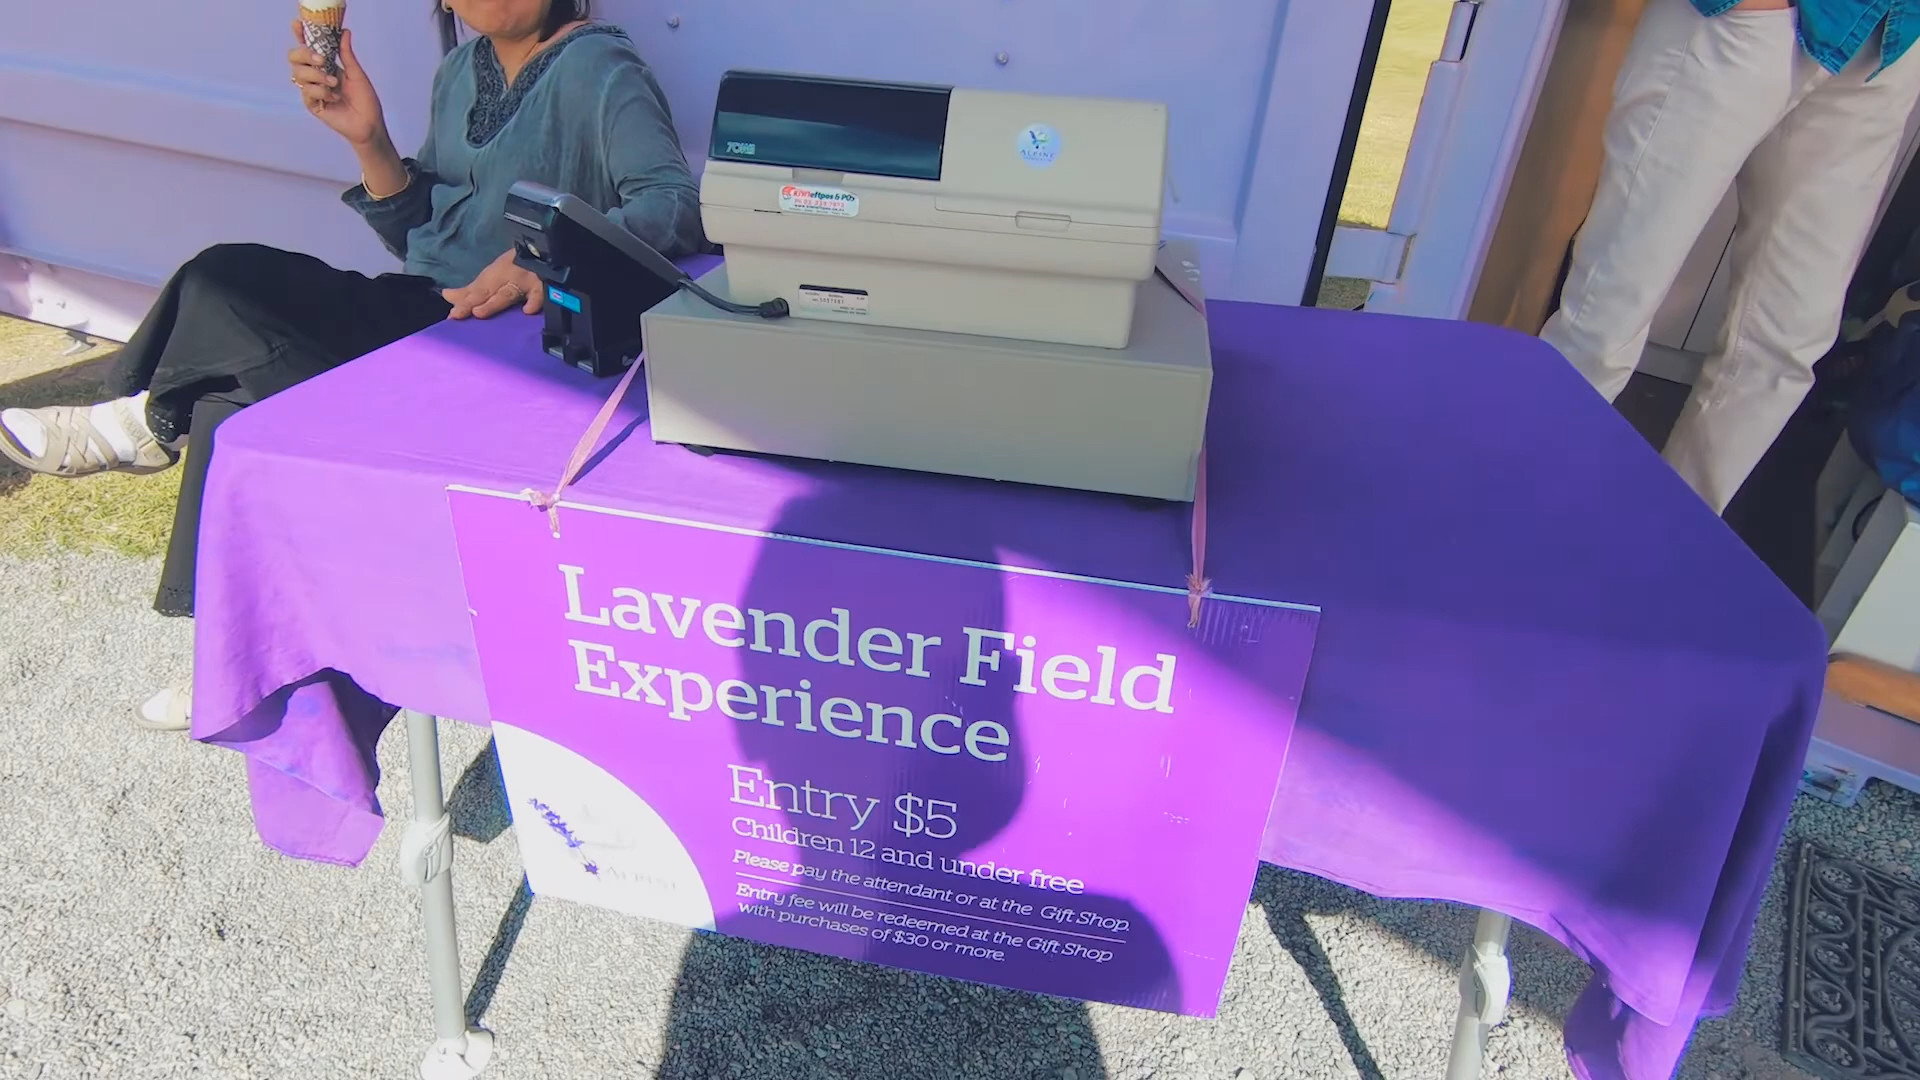 ALPINE
Lavender Field
Experience
Entry $5
Children 12 and under free
Please pay the attendant or at the Gift Shop.
Entry fee will be redeemed at the Gift Shop
with purchases of $30 or more.